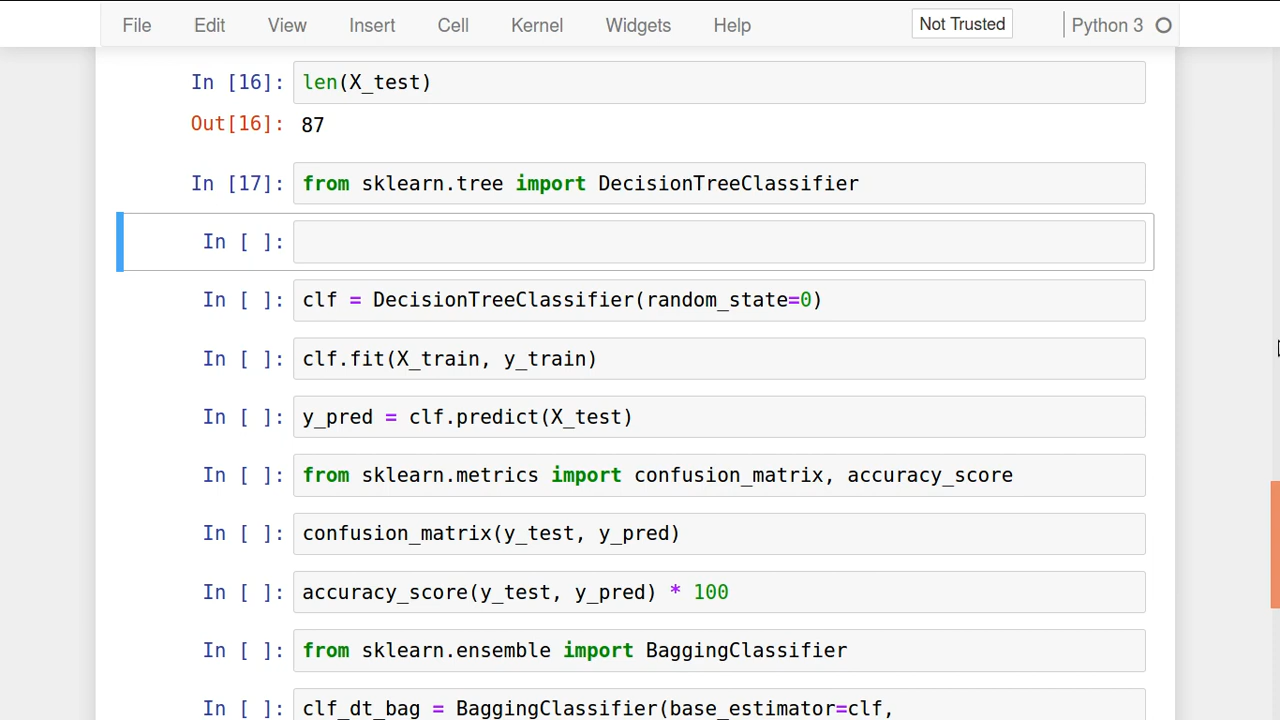 File Edit View Insert Cell Kernel Widgets Help Not Trusted Python 3
In [16]: len(X_test)
Out[16]: 87
In [17]: from sklearn.tree import DecisionTreeClassifier
In [ ]:
In [ ]: clf = DecisionTreeClassifier(random_state=0)
In [ ]: clf.fit(X_train, y_train)
In [ ]: y_pred = clf.predict(X_test)
In [ ]: from sklearn.metrics import confusion_matrix, accuracy_score
In [ ]: confusion_matrix(y_test, y_pred)
In [ ]: accuracy_score(y_test, y_pred) * 100
In [ ]: from sklearn.ensemble import BaggingClassifier
In [ ]: clf_dt_bag = BaggingClassifier(base_estimator=clf,